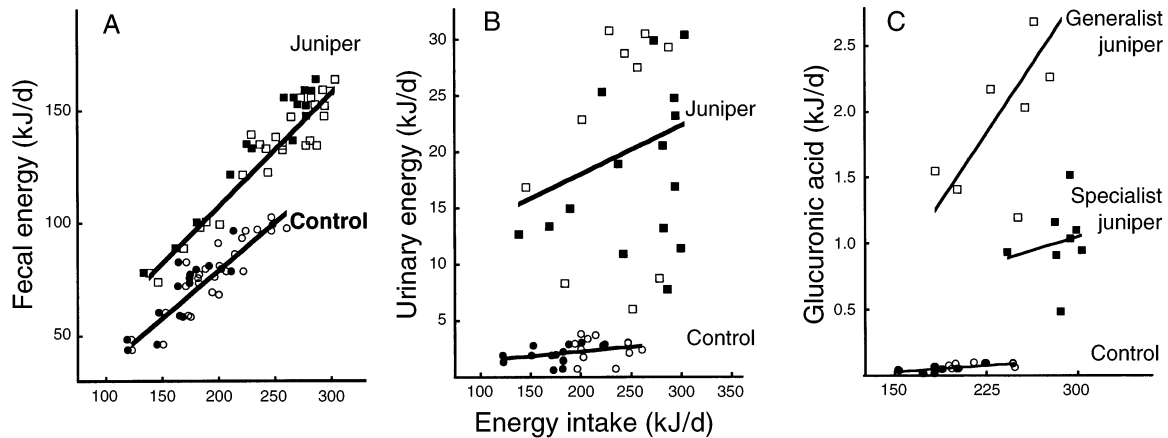 A
Juniper
Control
Fecal energy (kJ/d)
150
100
50
100
150
200
250
300
350
B
Juniper
Control
Urinary energy (kJ/d)
30
25
20
15
10
5
100
150
200
250
300
350
Energy intake (kJ/d)
C
Generalist
juniper
Specialist
juniper
Control
Glucuronic acid (kJ/d)
2.5
2.0
1.5
1.0
0.5
150
225
300